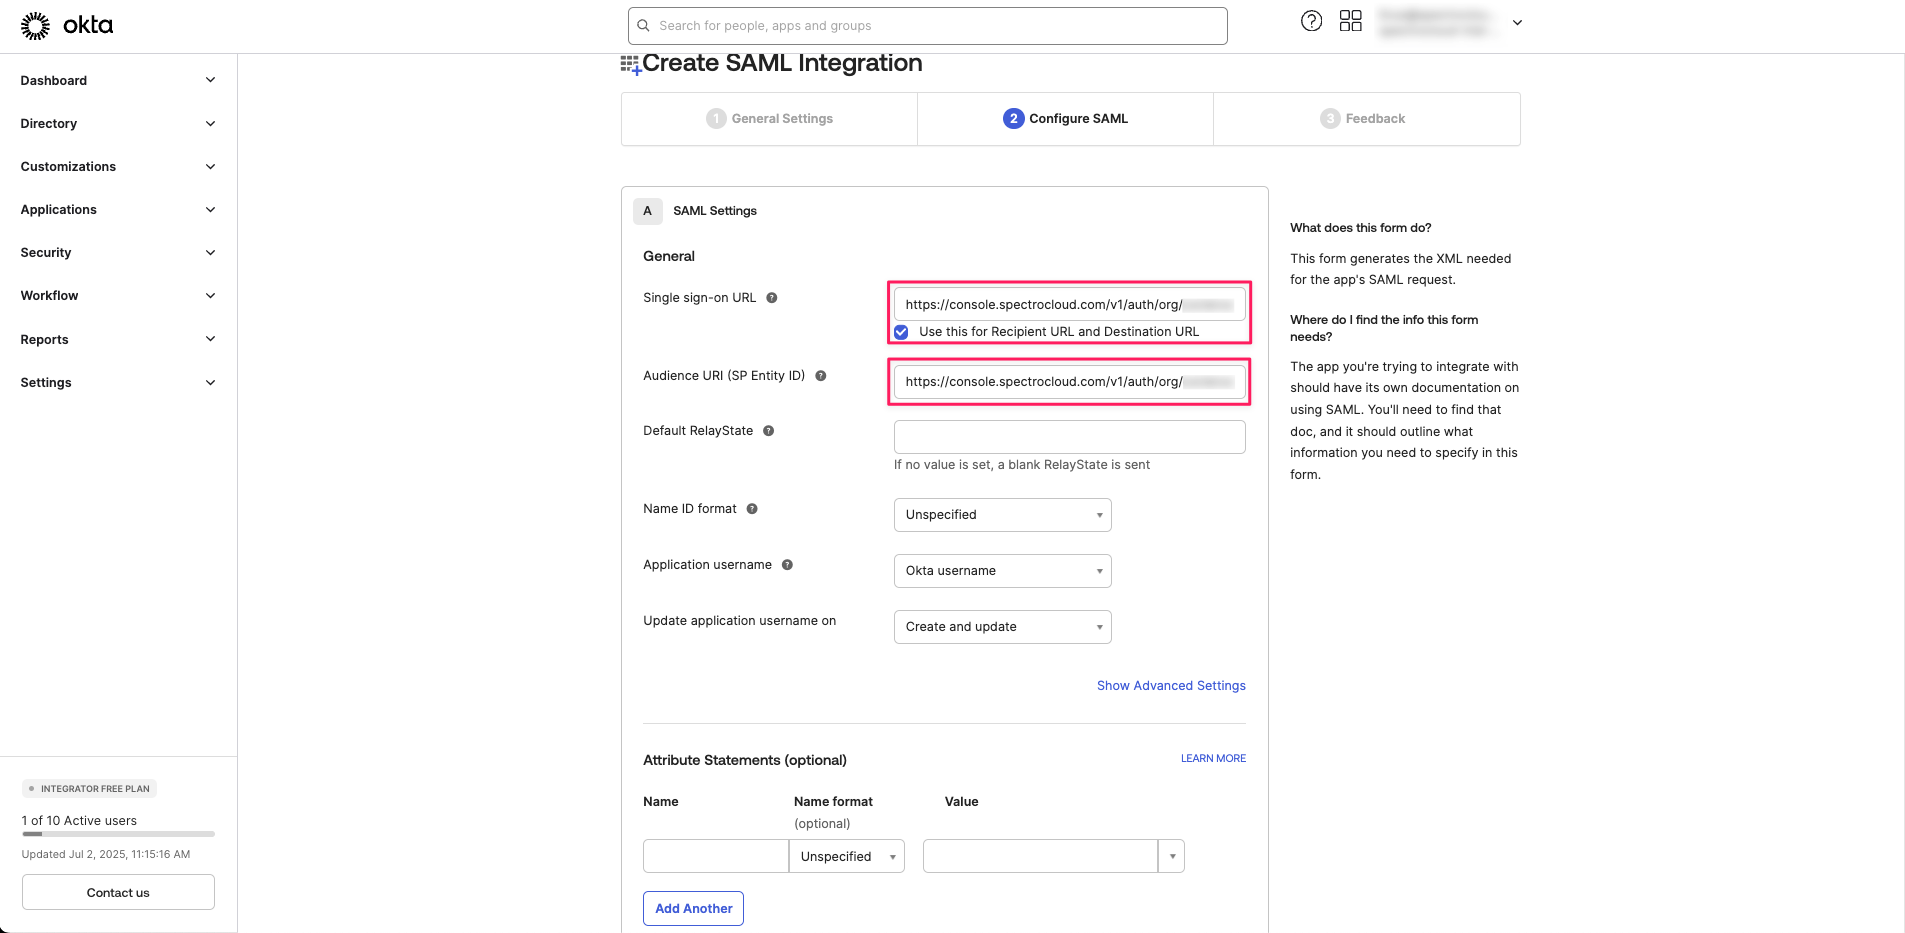 okta
Search for people, apps and groups
Dashboard
Directory
Customizations
Applications
Security
Workflow
Reports
Settings
INTEGRATOR FREE PLAN
1 of 10 Active users
Updated Jul 2, 2025, 11:15:16 AM
Contact us
Create SAML Integration
1 General Settings
2 Configure SAML
3 Feedback
A SAML Settings
General
Single sign-on URL
https://console.spectrocloud.com/v1/auth/org/
Use this for Recipient URL and Destination URL
Audience URI (SP Entity ID)
https://console.spectrocloud.com/v1/auth/org/
Default RelayState
If no value is set, a blank RelayState is sent
Name ID format
Unspecified
Application username
Okta username
Update application username on
Create and update
Show Advanced Settings
Attribute Statements (optional)
LEARN MORE
Name
Name format
(optional)
Value
Unspecified
Add Another
What does this form do?
This form generates the XML needed
for the app's SAML request.
Where do I find the info this form
needs?
The app you're trying to integrate with
should have its own documentation on
using SAML. You'll need to find that
doc, and it should outline what
information you need to specify in this
form.